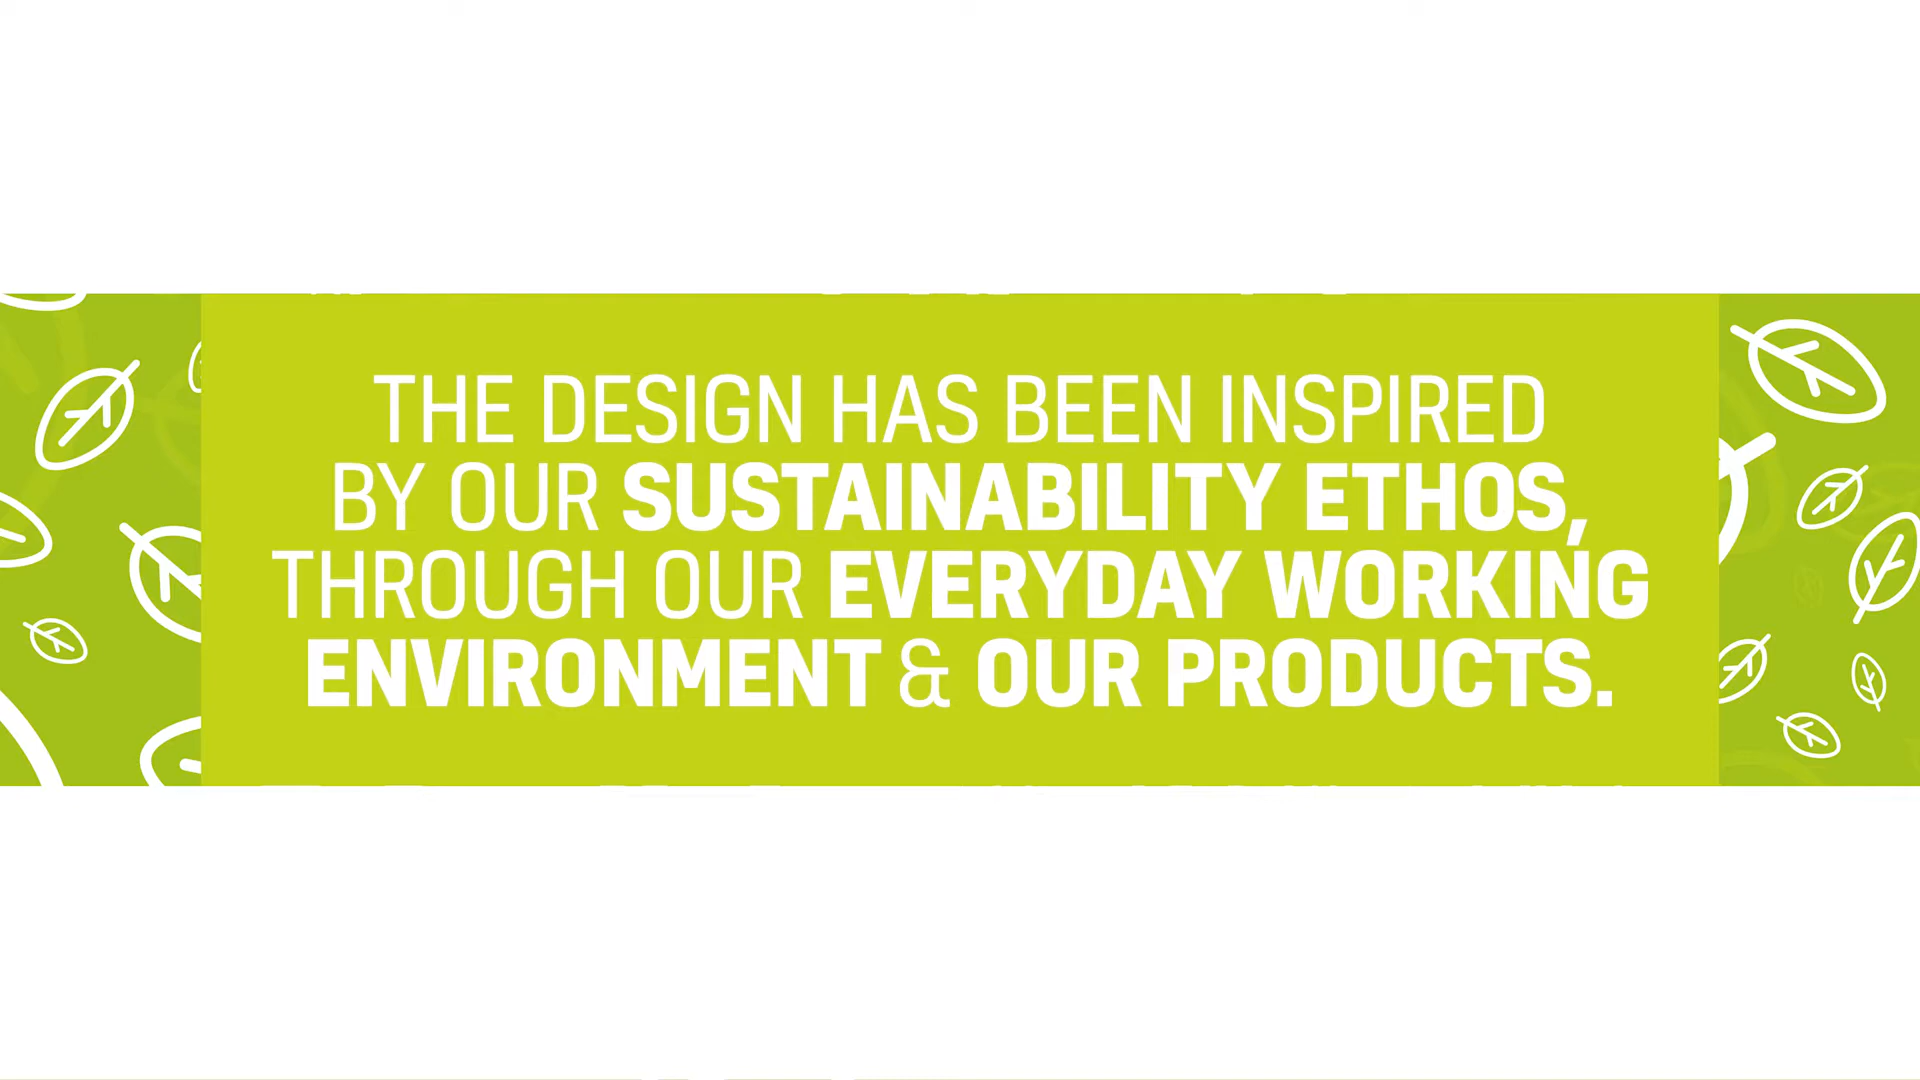 THE DESIGN HAS BEEN INSPIRED
BY OUR SUSTAINABILITY ETHOS,
THROUGH OUR EVERYDAY WORKING
ENVIRONMENT & OUR PRODUCTS.